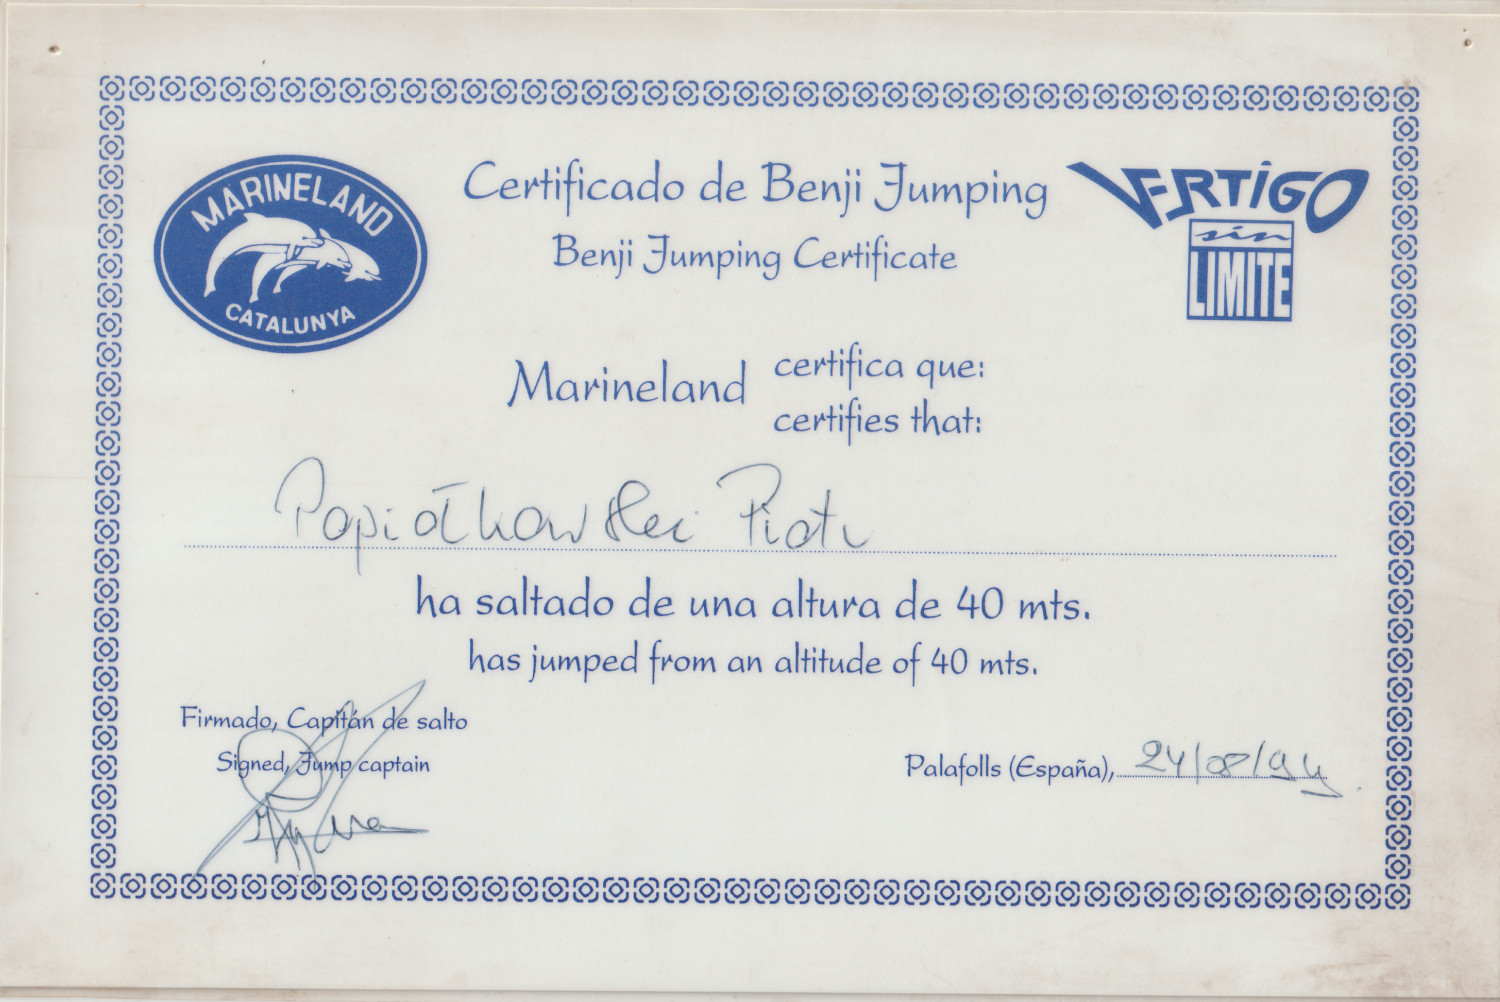 MARINELAND
CATALUNYA
Certificado de Benji Jumping
Benji Jumping Certificate
VERTIGO
sin
LIMITE
Marineland
certifica que:
certifies that:
Popiołkowski Piotr
ha saltado de una altura de 40 mts.
has jumped from an altitude of 40 mts.
Firmado, Capitán de salto
Signed, Jump captain
Palafolls (España), 24/08/94